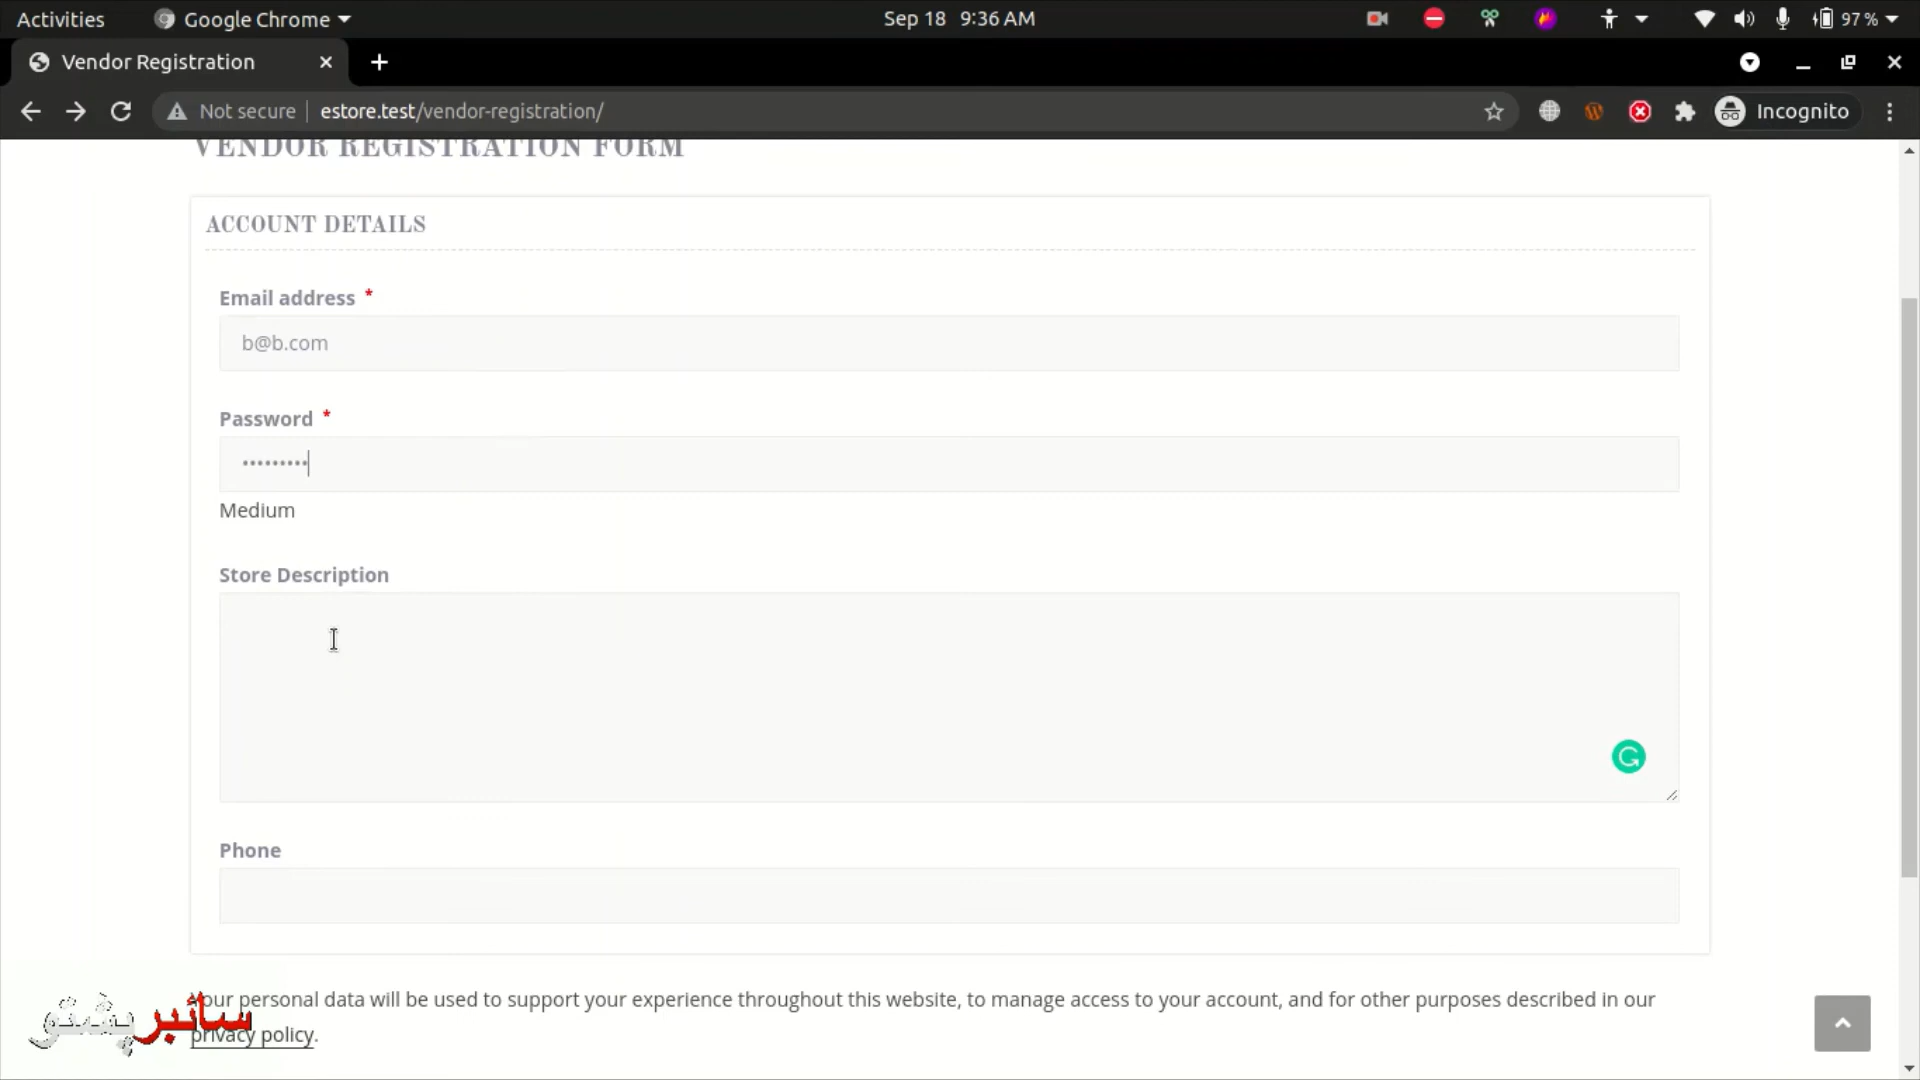 Activities
Google Chrome
Sep 18 9:36 AM
97 %
Vendor Registration
Not secure
estore.test/vendor-registration/
Incognito
VENDOR REGISTRATION FORM
ACCOUNT DETAILS
Email address *
b@b.com
Password *
•••••••••
Medium
Store Description
Phone
Your personal data will be used to support your experience throughout this website, to manage access to your account, and for other purposes described in our
privacy policy.
سائبر پښتو